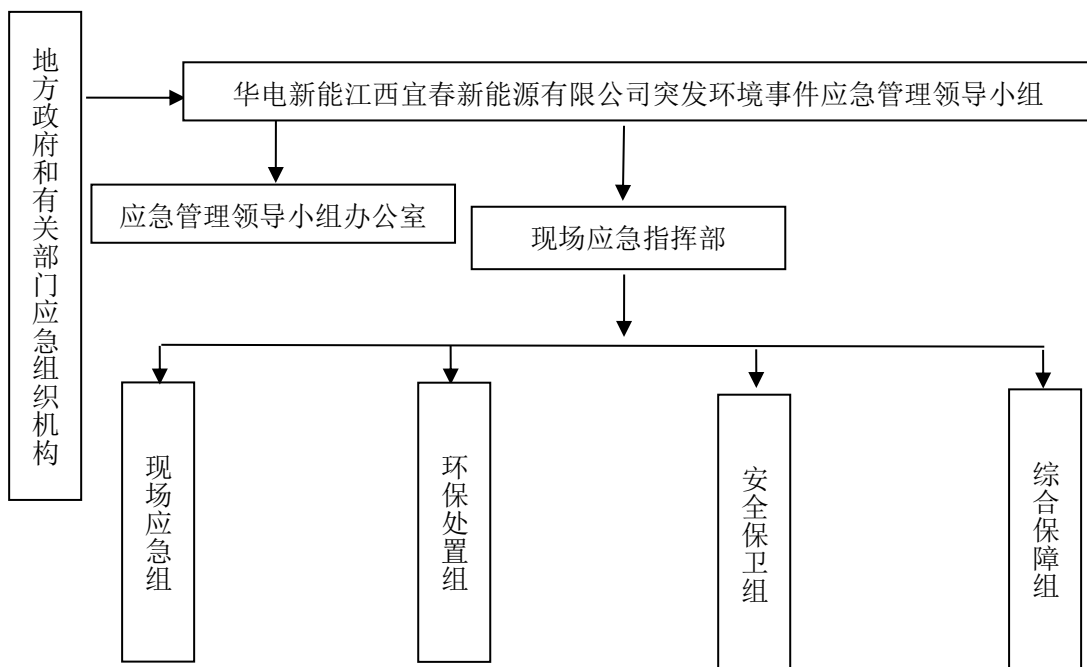 地方政府和有关部门应急组织机构
华电新能江西宜春新能源有限公司突发环境事件应急管理领导小组
应急管理领导小组办公室
现场应急指挥部
现场应急组
环保处置组
安全保卫组
综合保障组